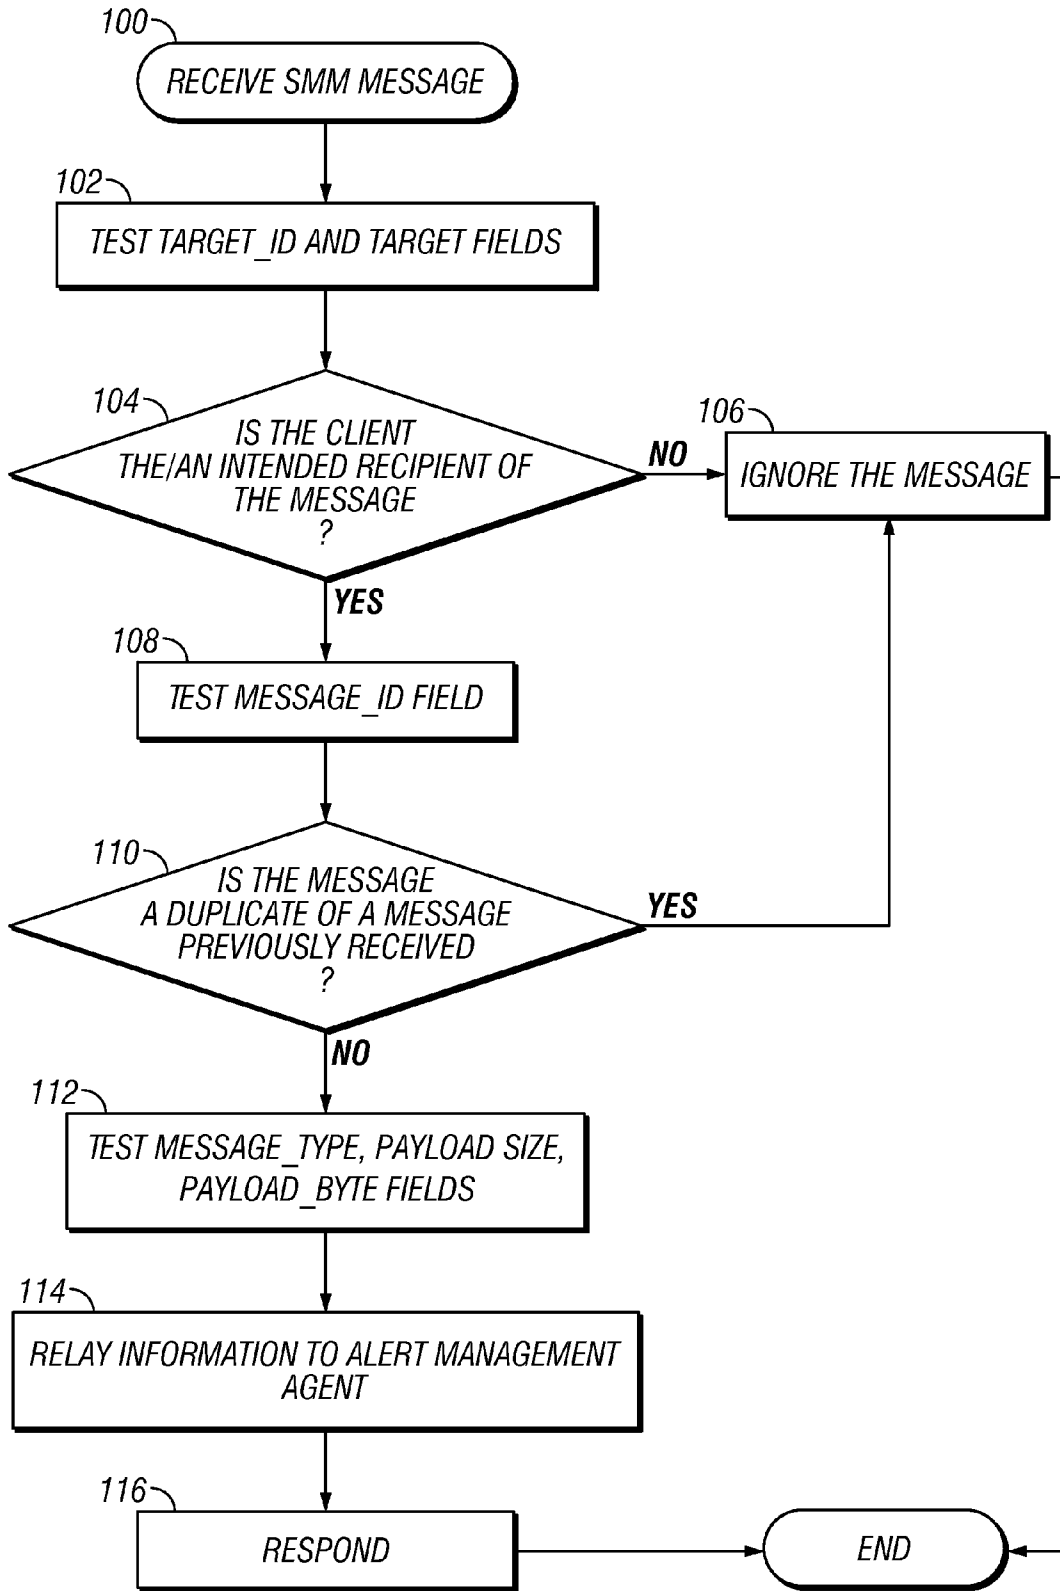 100
RECEIVE SMM MESSAGE
102
TEST TARGET_ID AND TARGET FIELDS
104
IS THE CLIENT
THE/AN INTENDED RECIPIENT OF
THE MESSAGE
?
NO
106
IGNORE THE MESSAGE
YES
108
TEST MESSAGE_ID FIELD
110
IS THE MESSAGE
A DUPLICATE OF A MESSAGE
PREVIOUSLY RECEIVED
?
YES
NO
112
TEST MESSAGE_TYPE, PAYLOAD SIZE,
PAYLOAD_BYTE FIELDS
114
RELAY INFORMATION TO ALERT MANAGEMENT
AGENT
116
RESPOND
END